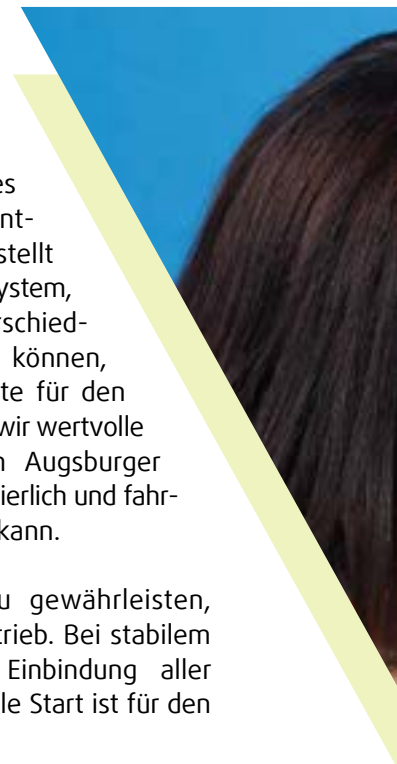 es
nt-
stellt
ystem,
rschied-
können,
te für den
wir wertvolle
n Augsburger
ierlich und fahr-
kann.
u gewährleisten,
trieb. Bei stabilem
Einbindung aller
le Start ist für den